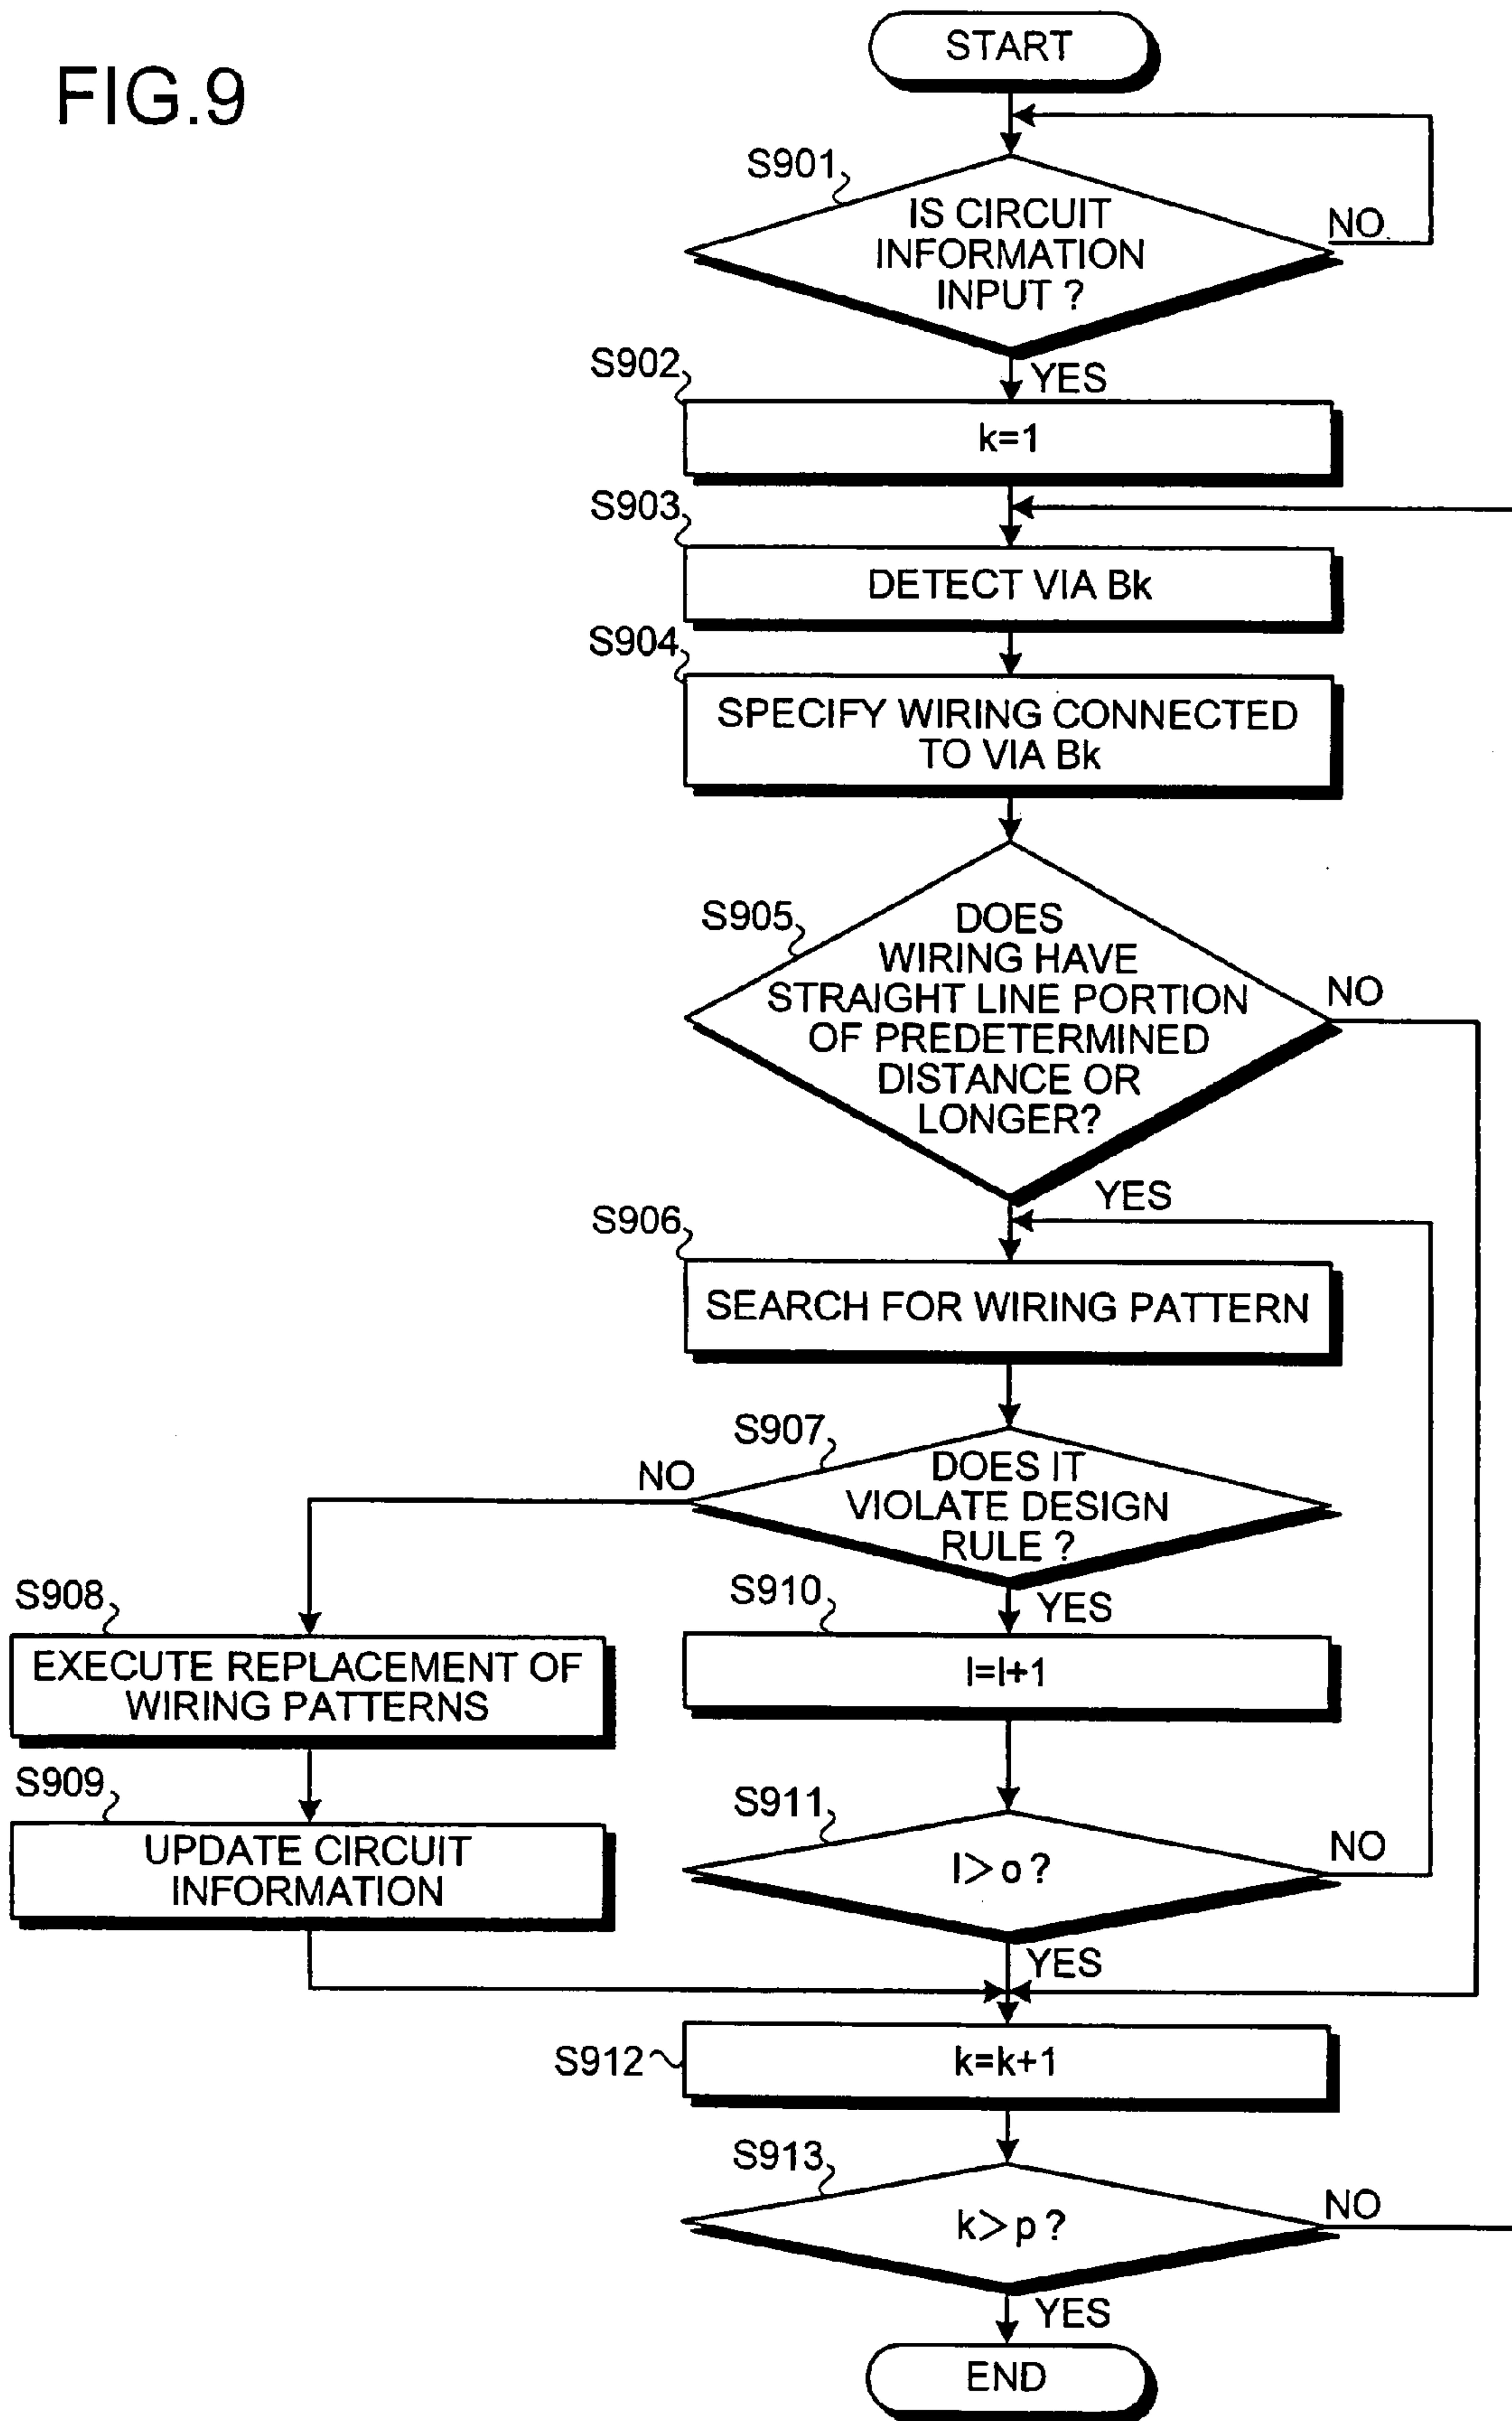 FIG.9
START
S901
IS CIRCUIT
INFORMATION
INPUT ?
NO
YES
S902
k=1
S903
DETECT VIA Bk
S904
SPECIFY WIRING CONNECTED
TO VIA Bk
S905
DOES
WIRING HAVE
STRAIGHT LINE PORTION
OF PREDETERMINED
DISTANCE OR
LONGER?
NO
YES
S906
SEARCH FOR WIRING PATTERN
S907
DOES IT
VIOLATE DESIGN
RULE ?
NO
YES
S908
EXECUTE REPLACEMENT OF
WIRING PATTERNS
S910
l=l+1
S909
UPDATE CIRCUIT
INFORMATION
S911
l>o ?
NO
YES
S912
k=k+1
S913
k>p ?
NO
YES
END